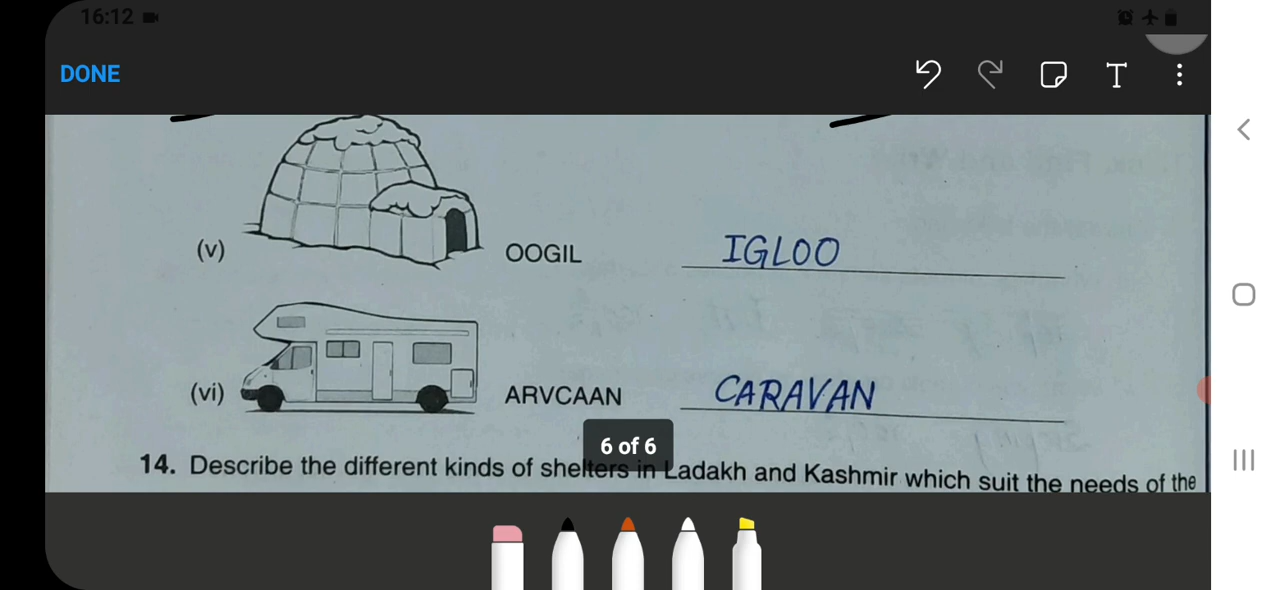 16:12
DONE
T
(v) OOGIL IGLOO
(vi) ARVCAAN CARAVAN
6 of 6
14. Describe the different kinds of shelters in Ladakh and Kashmir which suit the needs of the